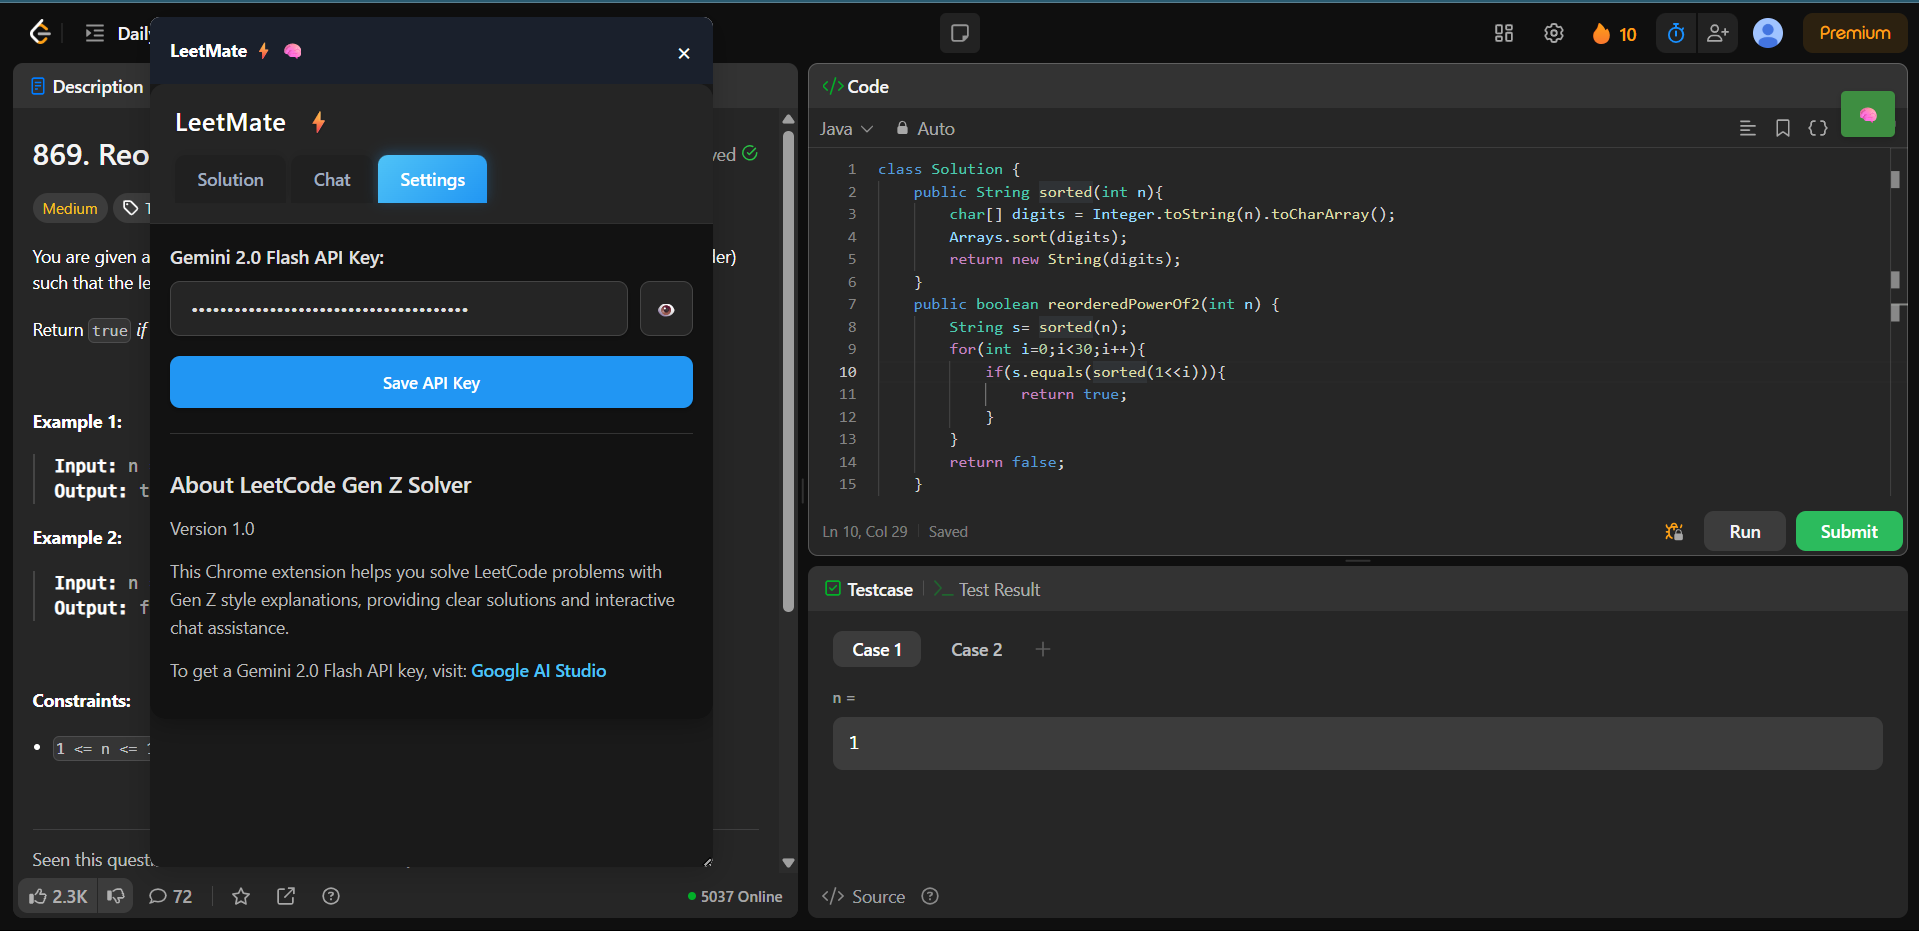 Daily
10
Premium
LeetMate
LeetMate
Solution
Chat
Settings
Gemini 2.0 Flash API Key:
•••••••••••••••••••••••••••••••••••••••
Save API Key
About LeetCode Gen Z Solver
Version 1.0
This Chrome extension helps you solve LeetCode problems with
Gen Z style explanations, providing clear solutions and interactive
chat assistance.
To get a Gemini 2.0 Flash API key, visit: Google AI Studio
Description
869. Reo
ved
Medium
You are given a
ler)
such that the le
Return true if
Example 1:
Input: n
Output: t
Example 2:
Input: n
Output: f
Constraints:
1 <= n <= 1
Seen this quest
2.3K
72
5037 Online
</> Code
Java
Auto
1 class Solution {
2 public String sorted(int n){
3 char[] digits = Integer.toString(n).toCharArray();
4 Arrays.sort(digits);
5 return new String(digits);
6 }
7 public boolean reorderedPowerOf2(int n) {
8 String s= sorted(n);
9 for(int i=0;i<30;i++){
10 if(s.equals(sorted(1<<i))){
11 return true;
12 }
13 }
14 return false;
15 }
Ln 10, Col 29
Saved
Run
Submit
Testcase
Test Result
Case 1
Case 2
n =
1
</> Source